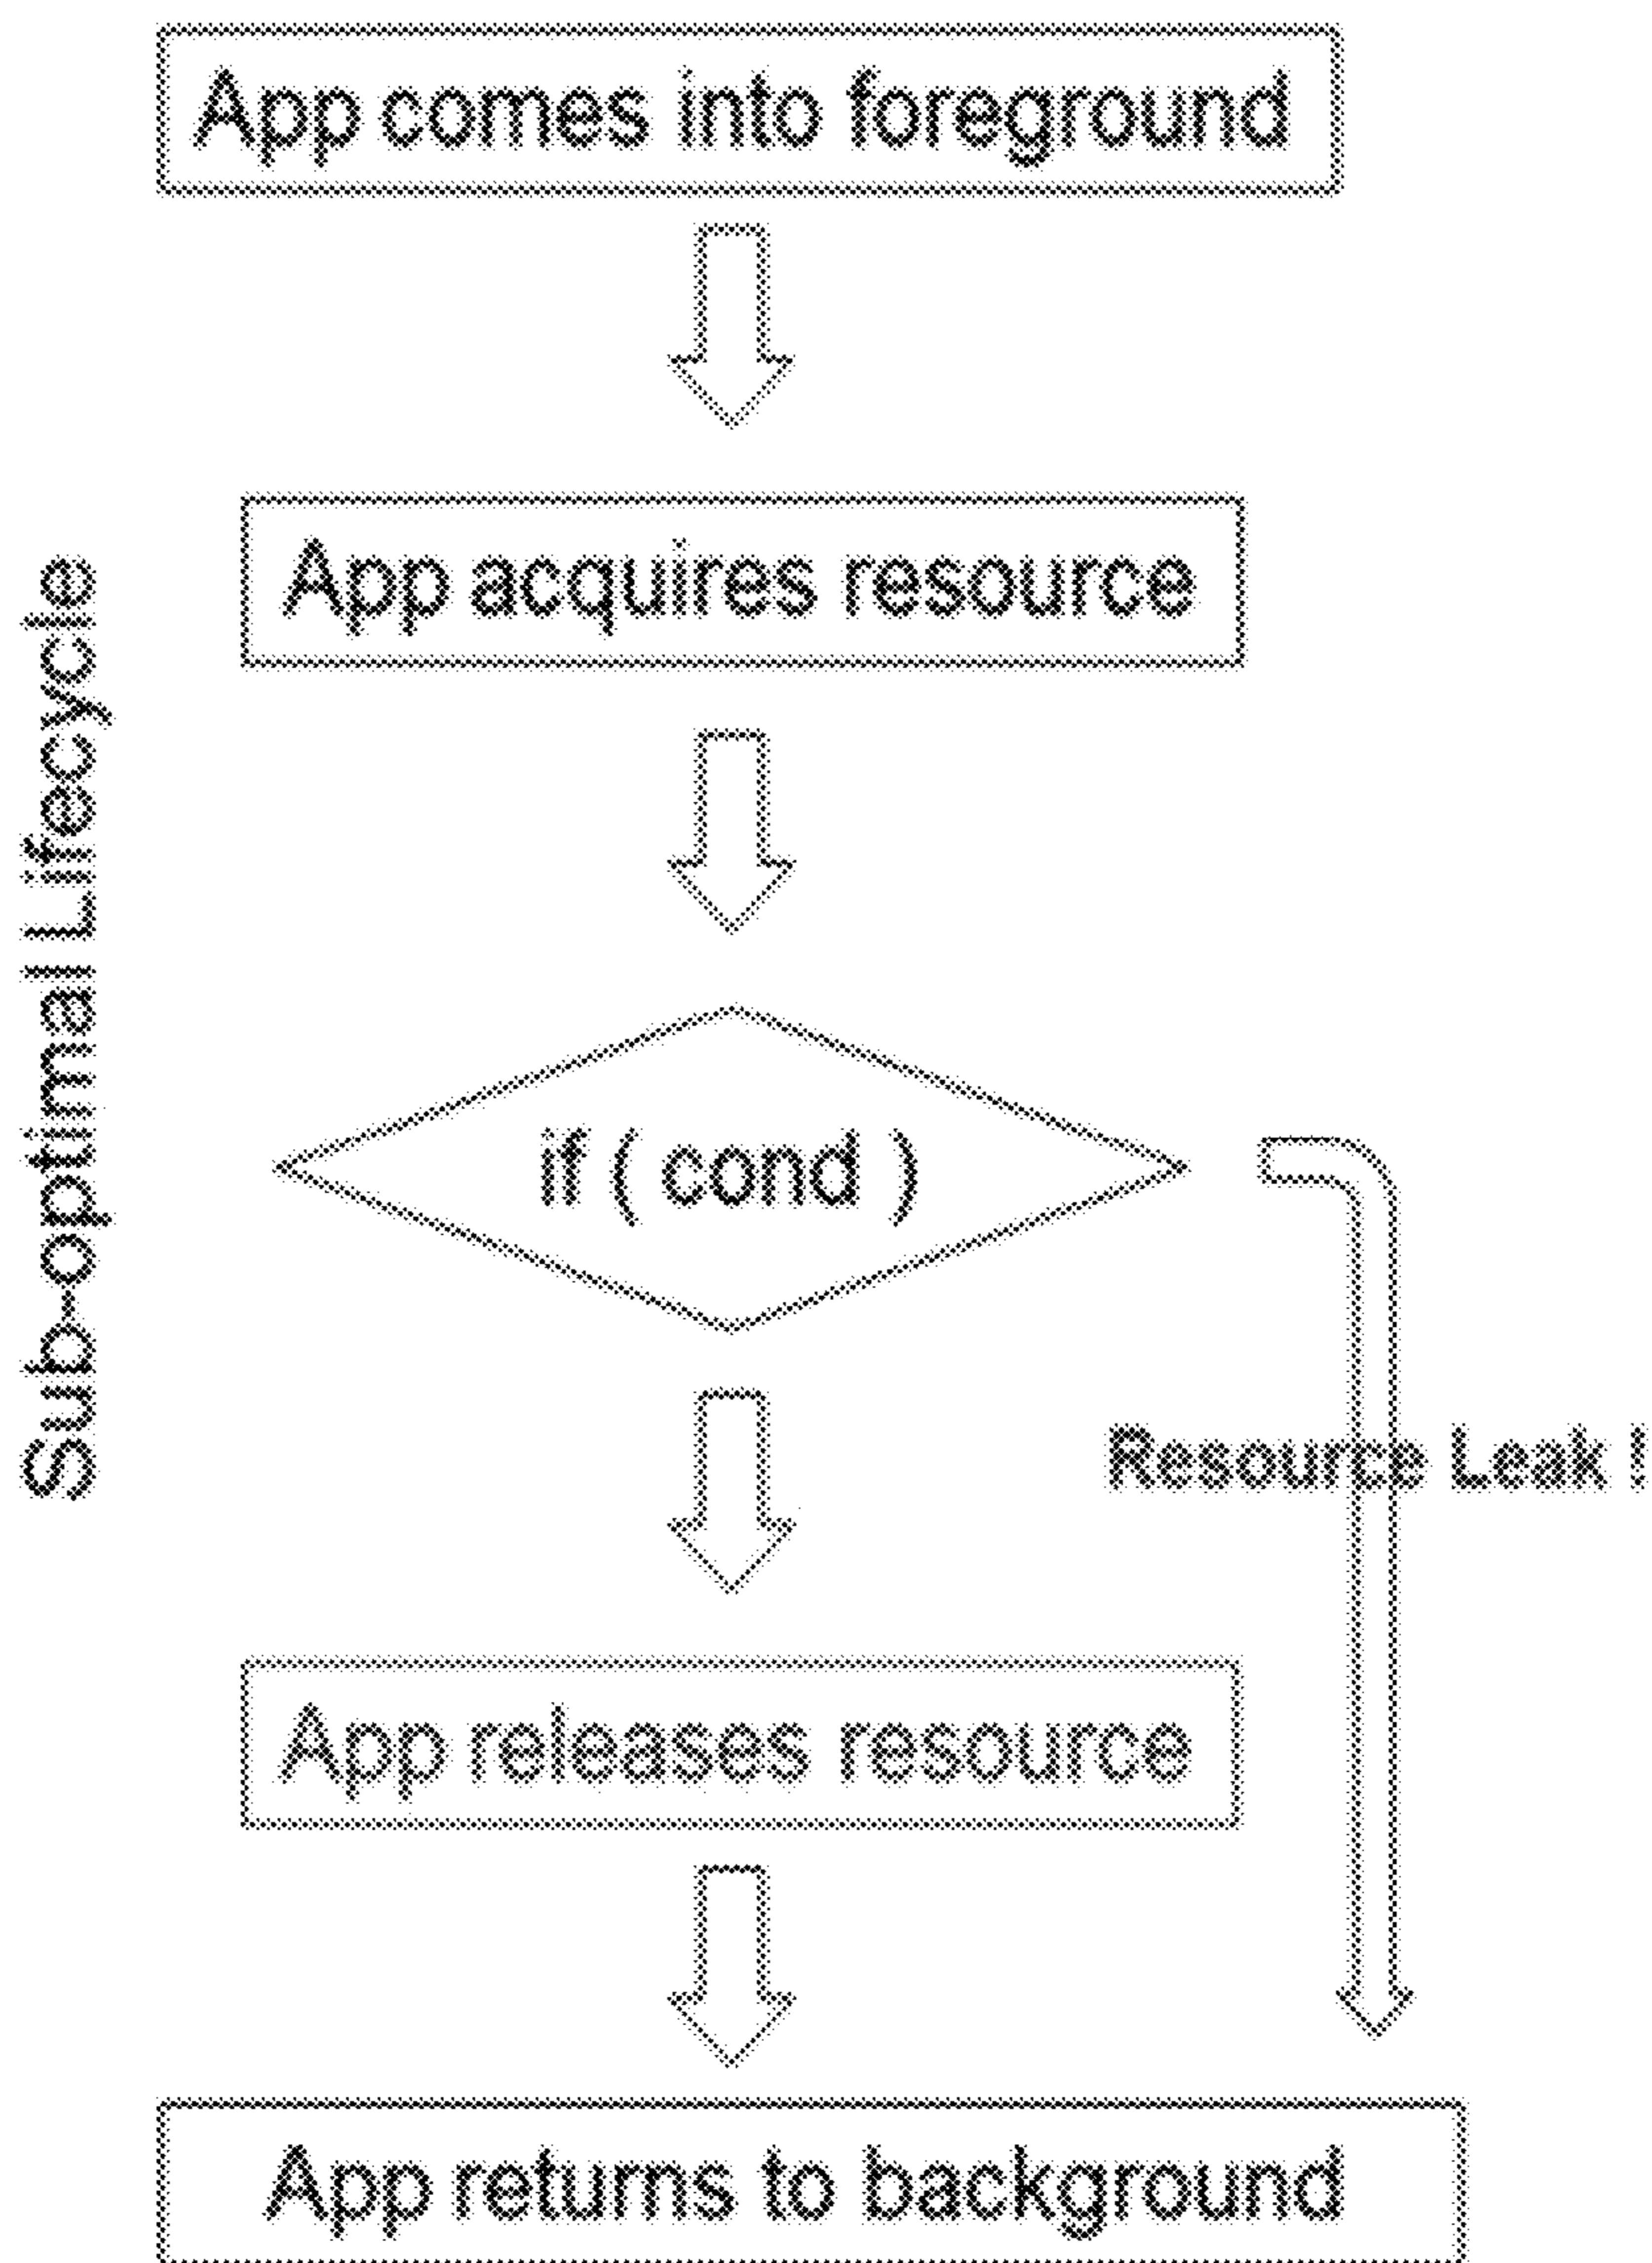 App comes into foreground
App acquires resource
Sub-optimal Lifecycle
if ( cond )
Resource Leak !
App releases resource
App returns to background